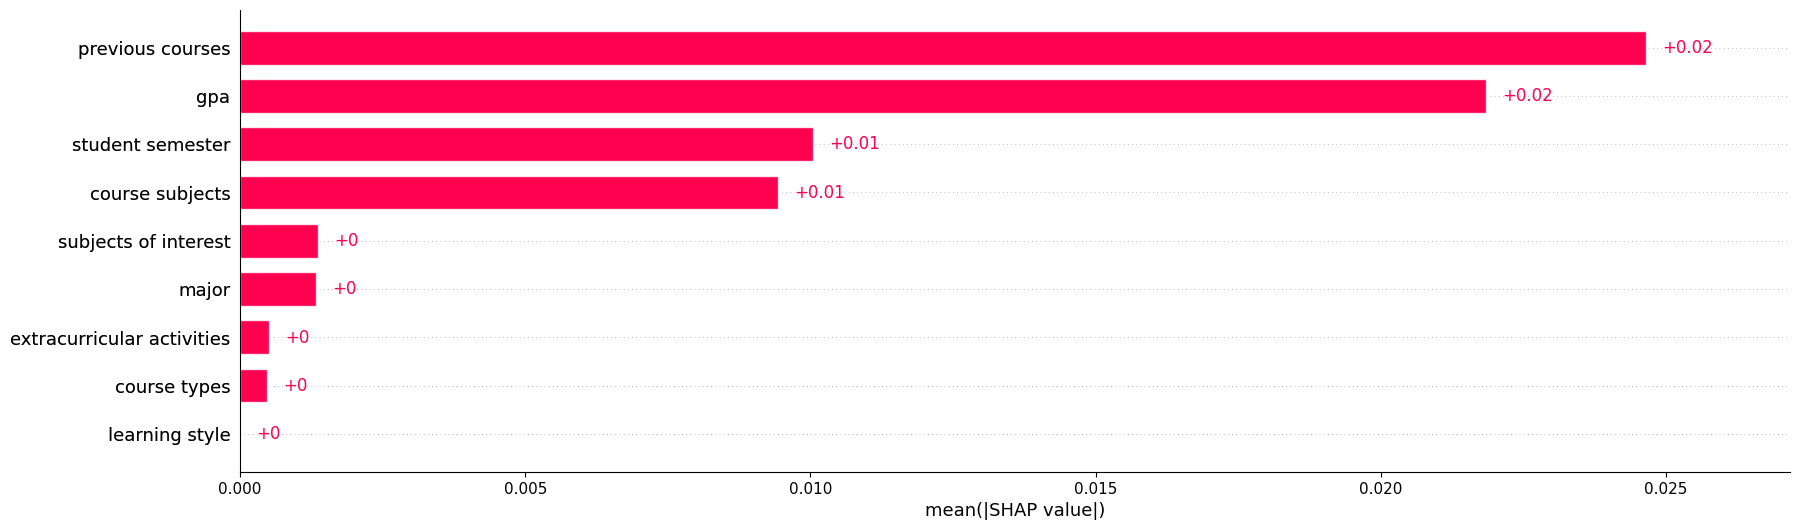 previous courses +0.02
gpa +0.02
student semester +0.01
course subjects +0.01
subjects of interest +0
major +0
extracurricular activities +0
course types +0
learning style +0
0.000 0.005 0.010 0.015 0.020 0.025
mean(|SHAP value|)